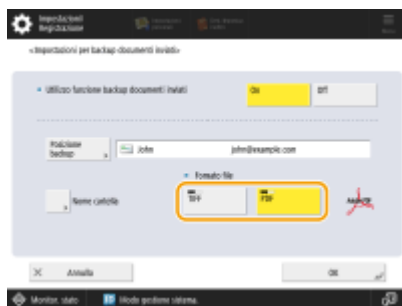 Impostazioni/
Registrazione
<Impostazioni per backup documenti inviati>
Utilizzo funzione backup documenti inviati
On
Off
Posizione
backup
John
john@example.com
Formato file
Nome cartella
TIFF
PDF
Annulla
OK
Monitor. stato
Modo gestione sistema.